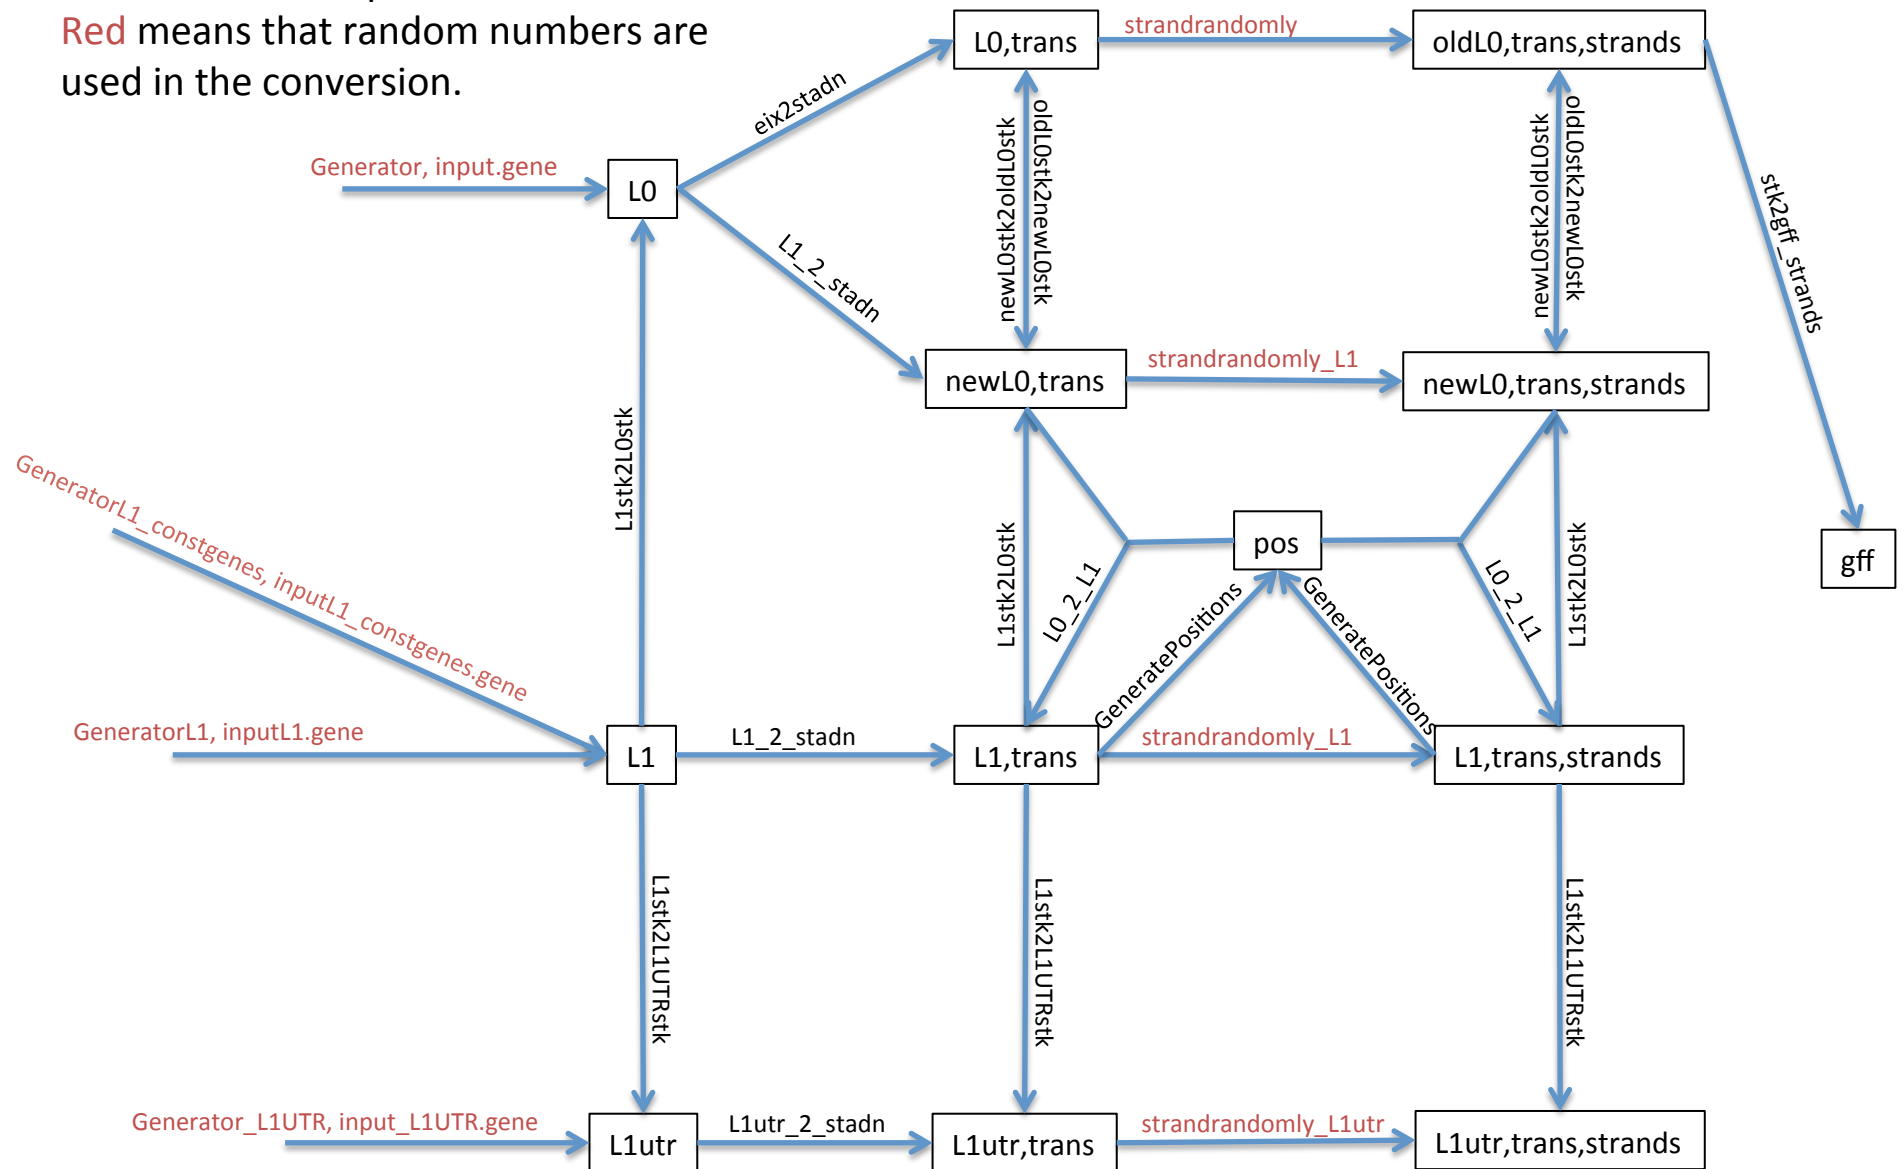 Red means that random numbers are
used in the conversion.
L0,trans
strandrandomly
oldL0,trans,strands
eix2stadn
newL0stk2oldL0stk
oldL0stk2newL0stk
newL0stk2oldL0stk
oldL0stk2newL0stk
stk2gff_strands
Generator, input.gene
L0
L1_2_stadn
newL0,trans
strandrandomly_L1
newL0,trans,strands
L1stk2L0stk
GeneratorL1_constgenes, inputL1_constgenes.gene
L1stk2L0stk
L0_2_L1
pos
L0_2_L1
L1stk2L0stk
gff
GeneratePositions
GeneratePositions
GeneratorL1, inputL1.gene
L1
L1_2_stadn
L1,trans
strandrandomly_L1
L1,trans,strands
L1stk2L1UTRstk
L1stk2L1UTRstk
L1stk2L1UTRstk
Generator_L1UTR, input_L1UTR.gene
L1utr
L1utr_2_stadn
L1utr,trans
strandrandomly_L1utr
L1utr,trans,strands